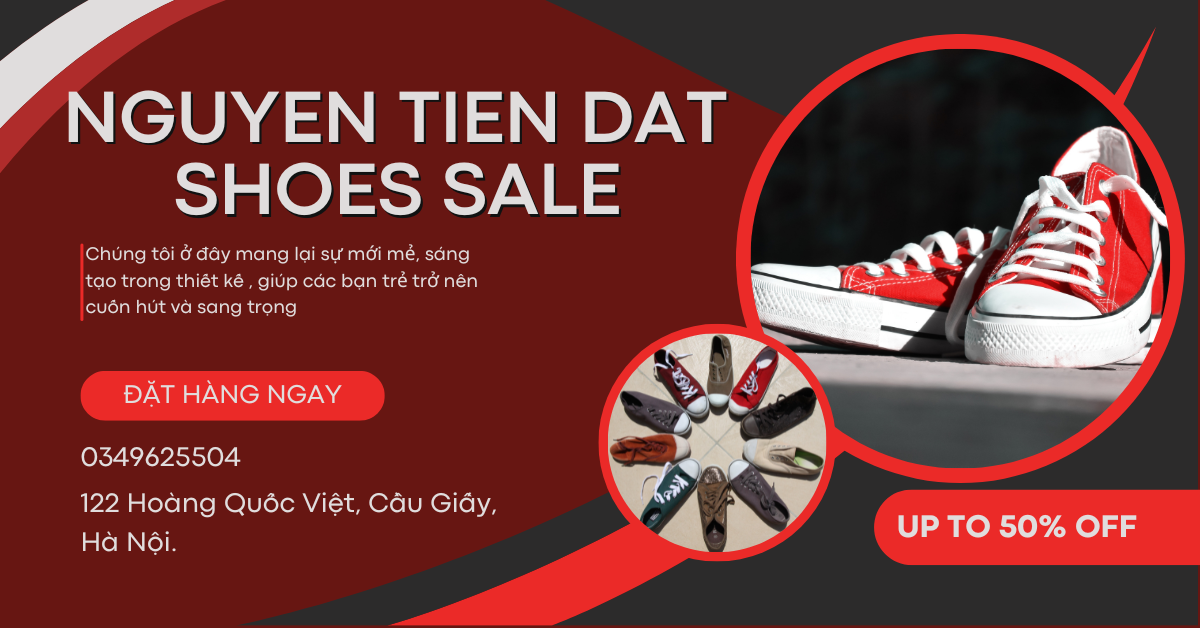 NGUYEN TIEN DAT
SHOES SALE
Chúng tôi ở đây mang lại sự mới mẻ, sáng
tạo trong thiết kế , giúp các bạn trẻ trở nên
cuốn hút và sang trọng
ĐẶT HÀNG NGAY
0349625504
122 Hoàng Quốc Việt, Cầu Giấy,
Hà Nội.
UP TO 50% OFF